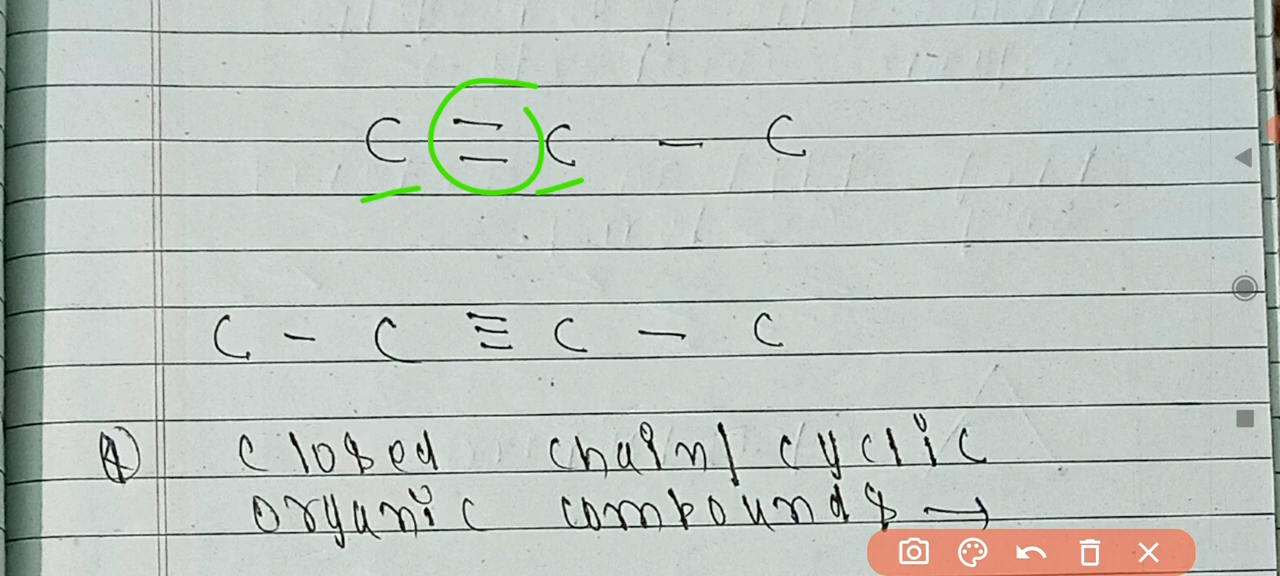 C = C - C
C - C ≡ C - C
④ closed chain/cyclic
organic compounds →